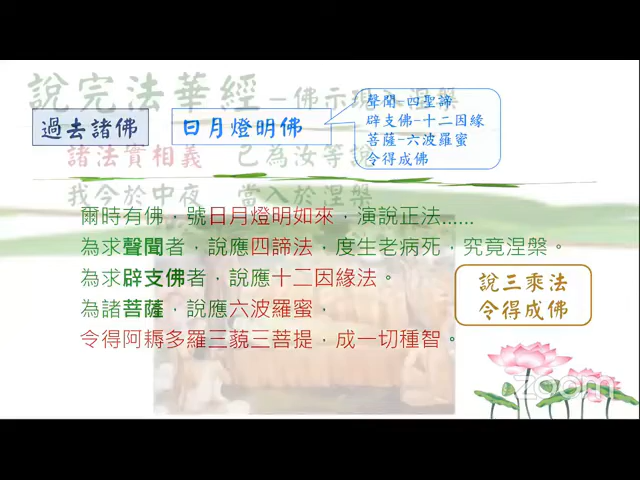 說完法華經－佛示現入涅槃
過去諸佛
日月燈明佛
聲聞-四聖諦
辟支佛-十二因緣
菩薩-六波羅蜜
令得成佛
諸法實相義 已為汝等說
我今於中夜 當入於涅槃
爾時有佛，號日月燈明如來，演說正法......
為求聲聞者，說應四諦法，度生老病死，究竟涅槃。
為求辟支佛者，說應十二因緣法。
為諸菩薩，說應六波羅蜜，
令得阿耨多羅三藐三菩提，成一切種智。
說三乘法
令得成佛
zoom